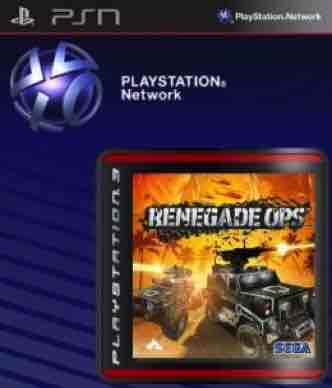 PSN
PlayStation.Network
PLAYSTATION®
Network
PLAYSTATION 3
RENEGADE OPS
SEGA